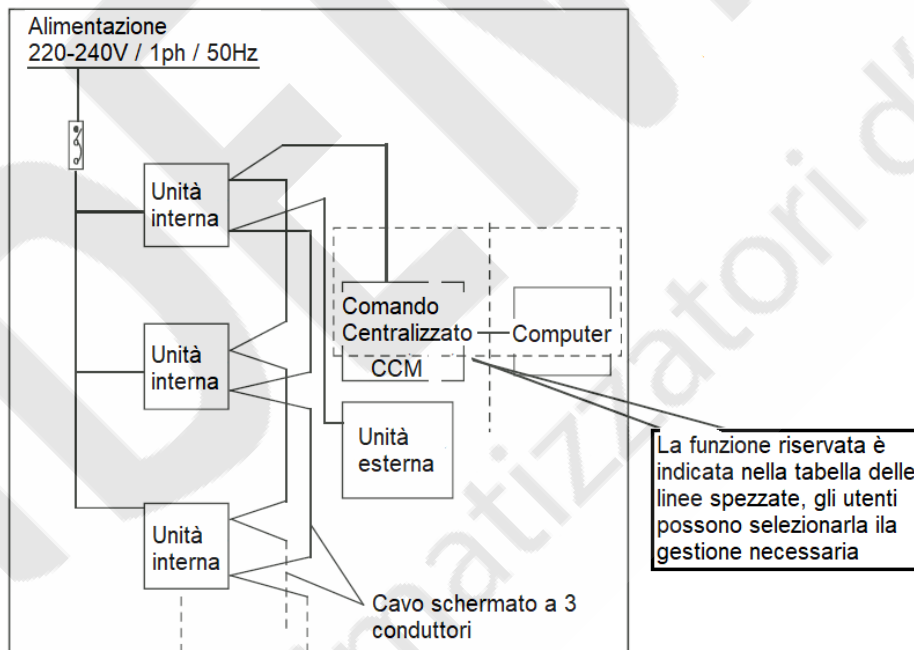 Alimentazione
220-240V / 1ph / 50Hz
Unità
interna
Comando
Centralizzato
CCM
Computer
Unità
interna
Unità
esterna
La funzione riservata è
indicata nella tabella delle
linee spezzate, gli utenti
possono selezionarla ila
gestione necessaria
Unità
interna
Cavo schermato a 3
conduttori